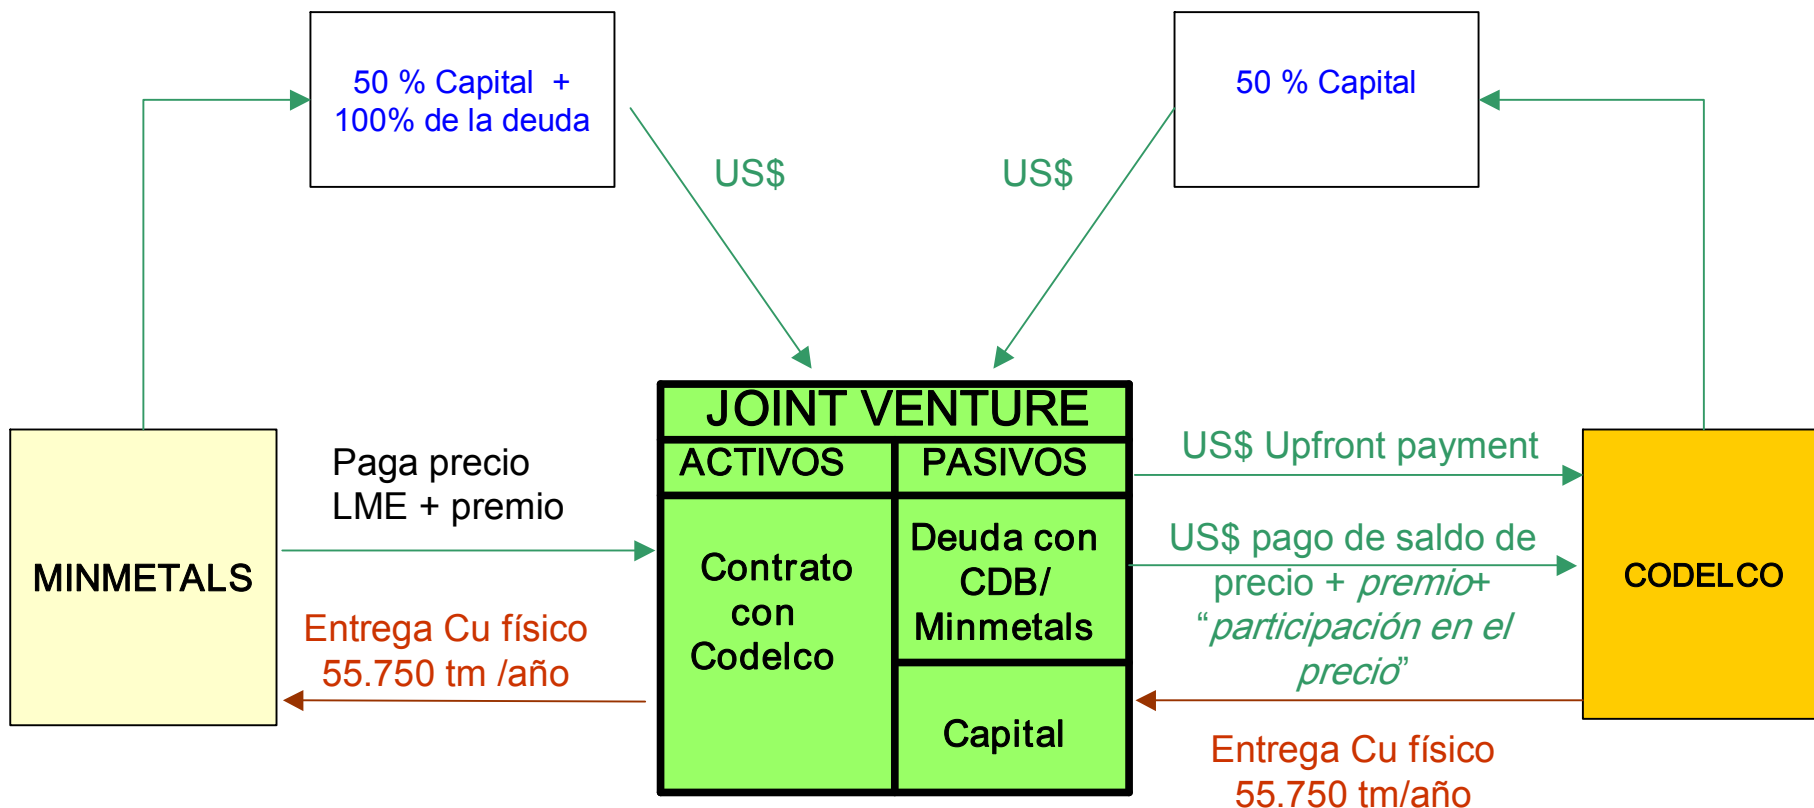 50 % Capital +
100% de la deuda
50 % Capital
US$
US$
JOINT VENTURE
ACTIVOS
PASIVOS
Contrato
con
Codelco
Deuda con
CDB/
Minmetals
Capital
MINMETALS
Paga precio
LME + premio
Entrega Cu físico
55.750 tm /año
US$ Upfront payment
US$ pago de saldo de
precio + premio+
“participación en el
precio”
CODELCO
Entrega Cu físico
55.750 tm/año